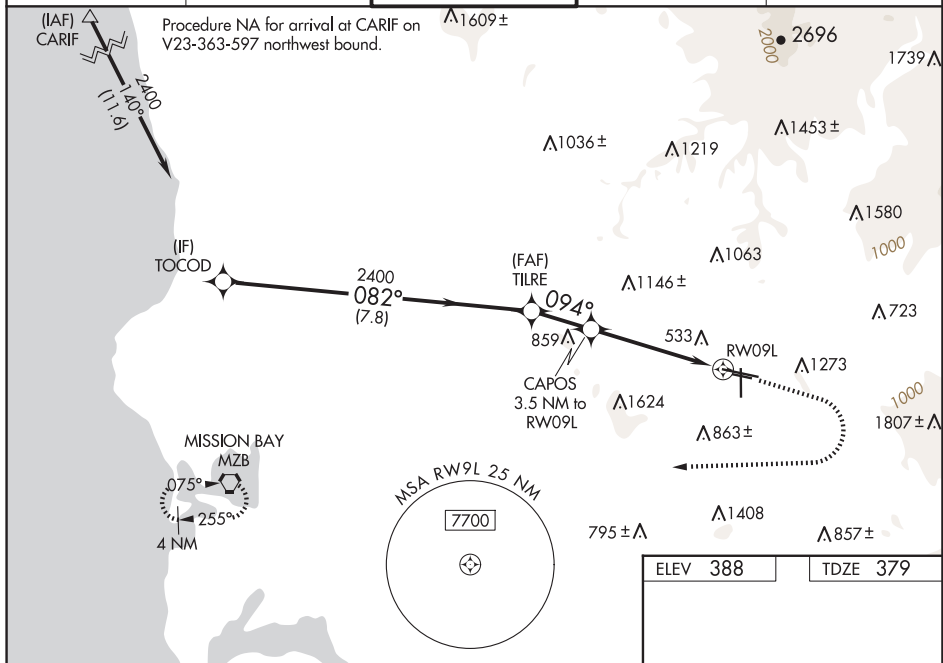 (IAF)
CARIF
Procedure NA for arrival at CARIF on
V23-363-597 northwest bound.
1609±
2000
2696
1739
2400
140°
(11.6)
1036±
1219
1453±
1580
1000
(IF)
TOCOD
2400
082°
(7.8)
(FAF)
TILRE
094°
1063
1146±
723
859
533
RW09L
CAPOS
3.5 NM to
RW09L
1273
1624
1000
1807±
863±
MISSION BAY
MZB
075°
255°
4 NM
MSA RW9L 25 NM
7700
795±
1408
857±
ELEV 388
TDZE 379